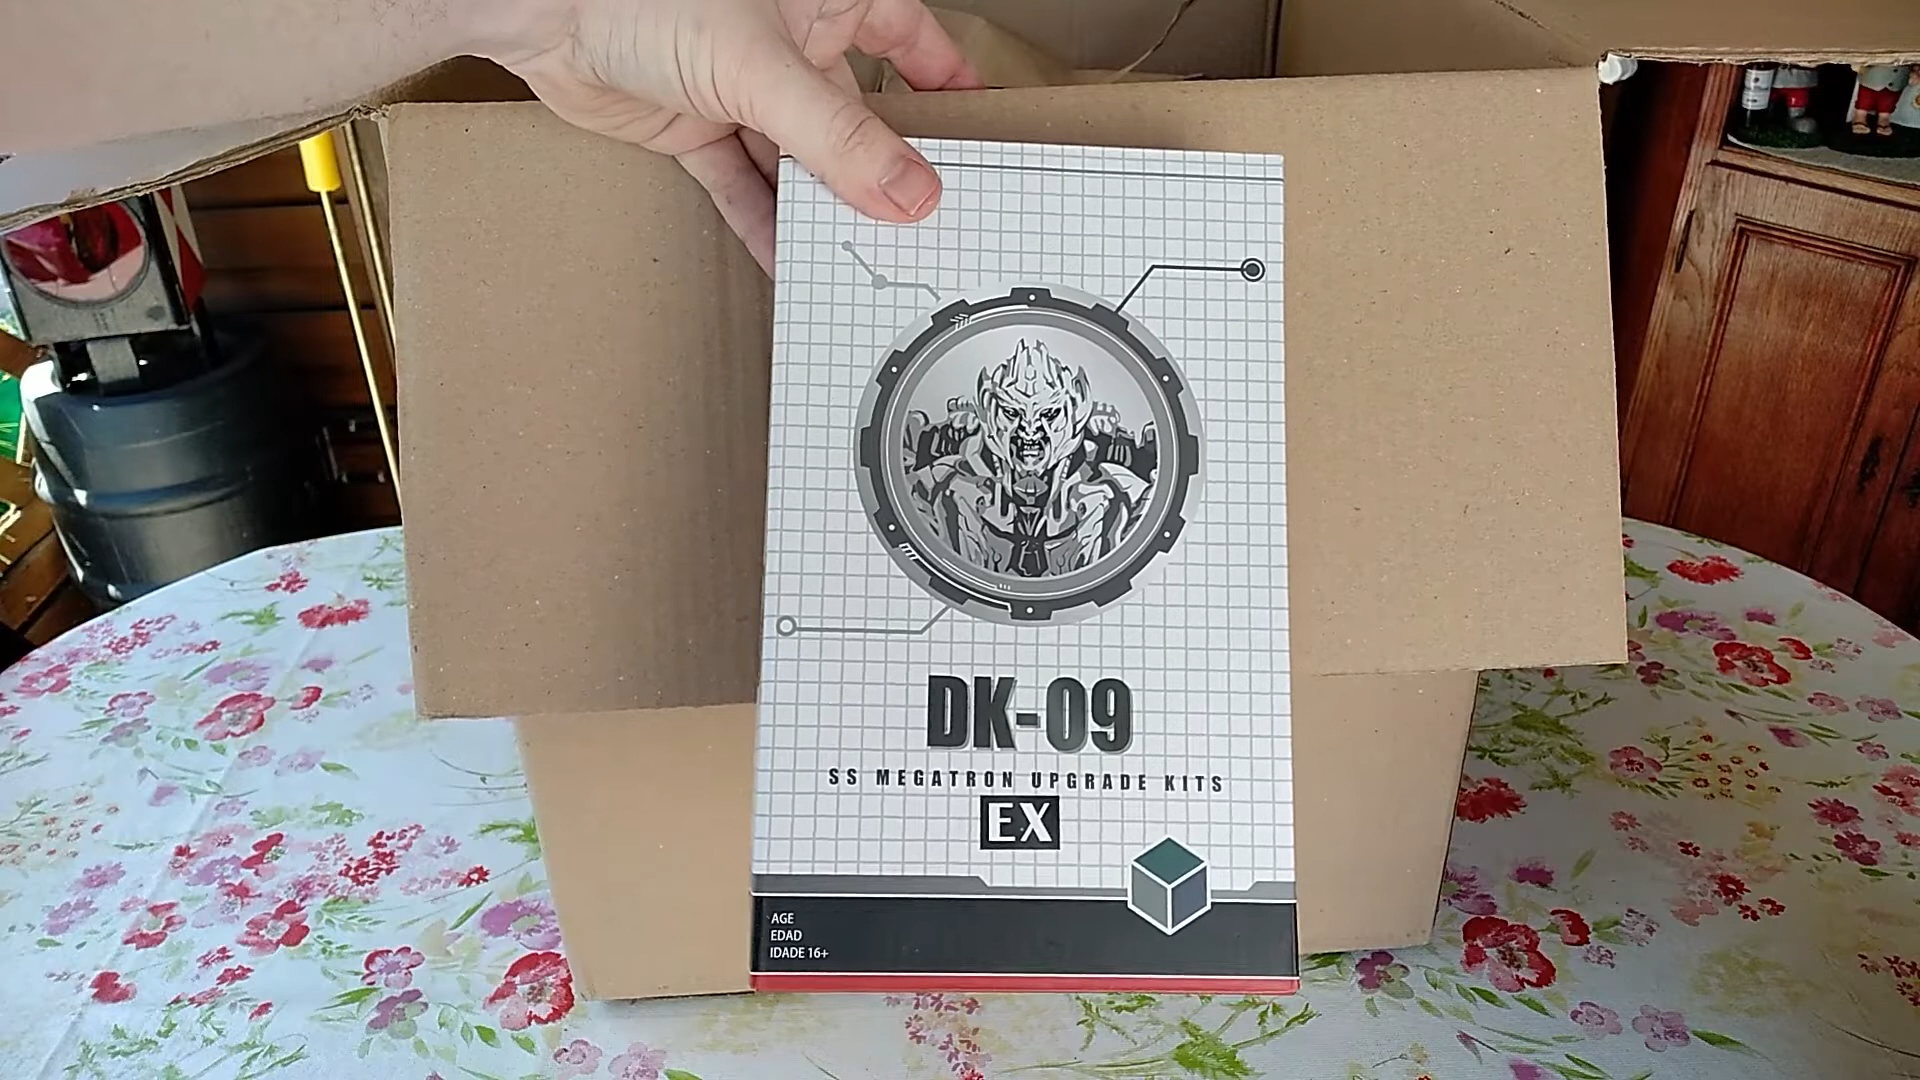 DK-09
SS MEGATRON UPGRADE KITS
EX
AGE
EDAD
IDADE 16+